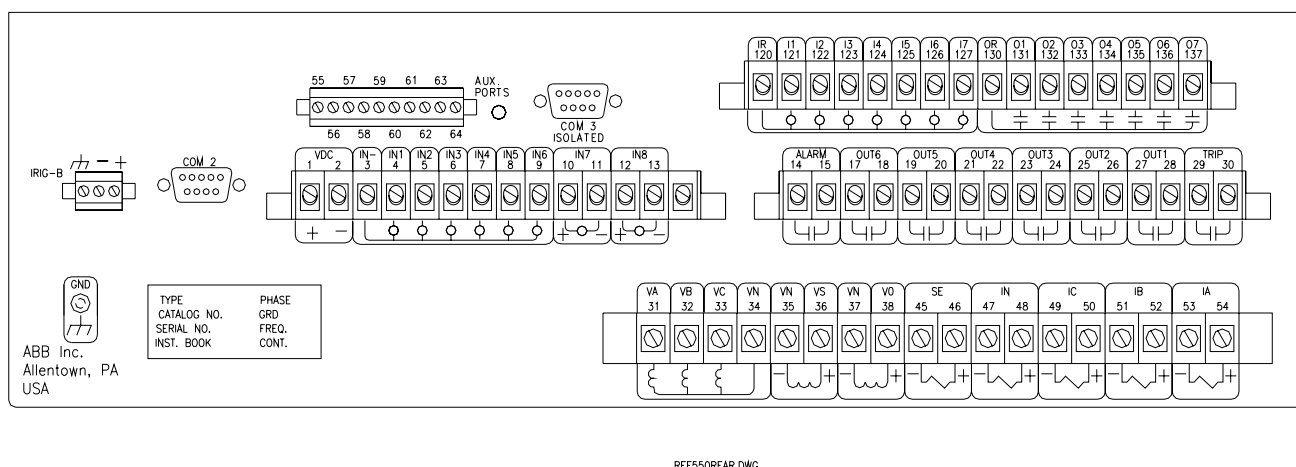 IR I1 I2 I3 I4 I5 I6 I7 OR O1 O2 O3 O4 O5 O6 O7
120 121 122 123 124 125 126 127 130 131 132 133 134 135 136 137
55 57 59 61 63
AUX.
PORTS
56 58 60 62 64
COM 3
ISOLATED
IRIG-B
- +
COM 2
VDC IN- IN1 IN2 IN3 IN4 IN5 IN6 IN7 IN8
1 2 3 4 5 6 7 8 9 10 11 12 13
+ - + - + -
ALARM OUT6 OUT5 OUT4 OUT3 OUT2 OUT1 TRIP
14 15 17 18 19 20 21 22 23 24 25 26 27 28 29 30
GND
TYPE PHASE
CATALOG NO. GRD
SERIAL NO. FREQ.
INST. BOOK CONT.
ABB Inc.
Allentown, PA
USA
VA VB VC VN VN VS VN V0 SE IN IC IB IA
31 32 33 34 35 36 37 38 45 46 47 48 49 50 51 52 53 54
- + - + - + - + - + - + - +